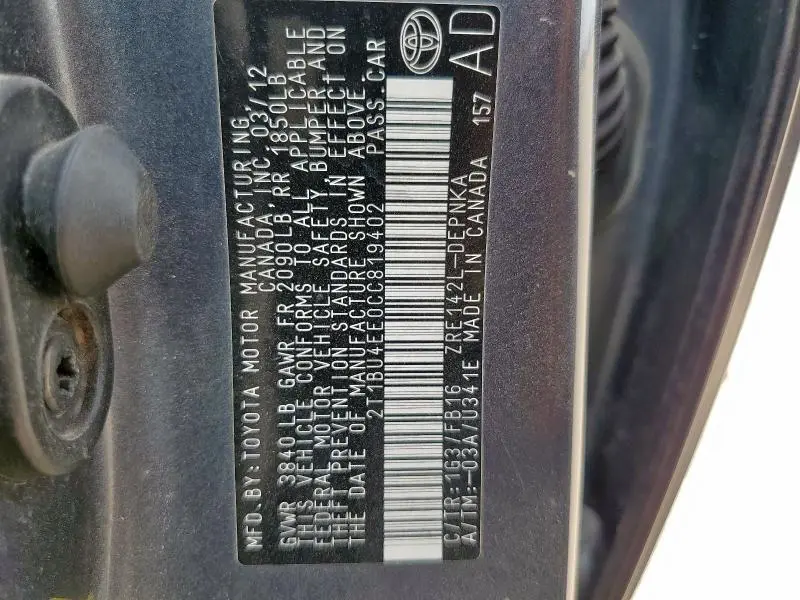 MFD. BY: TOYOTA MOTOR MANUFACTURING,
CANADA, INC. 03/12
GVWR 3840LB GAWR FR 2090LB, RR 1850LB
THIS VEHICLE CONFORMS TO ALL APPLICABLE
FEDERAL MOTOR VEHICLE SAFETY, BUMPER AND
THEFT PREVENTION STANDARDS IN EFFECT ON
THE DATE OF MANUFACTURE SHOWN ABOVE.
2T1BU4EE0CC819402 PASS. CAR
C/TR: 1G3/FB16 ZRE142L-DEPNKA
A/TM: -03A/U341E MADE IN CANADA 157
AD